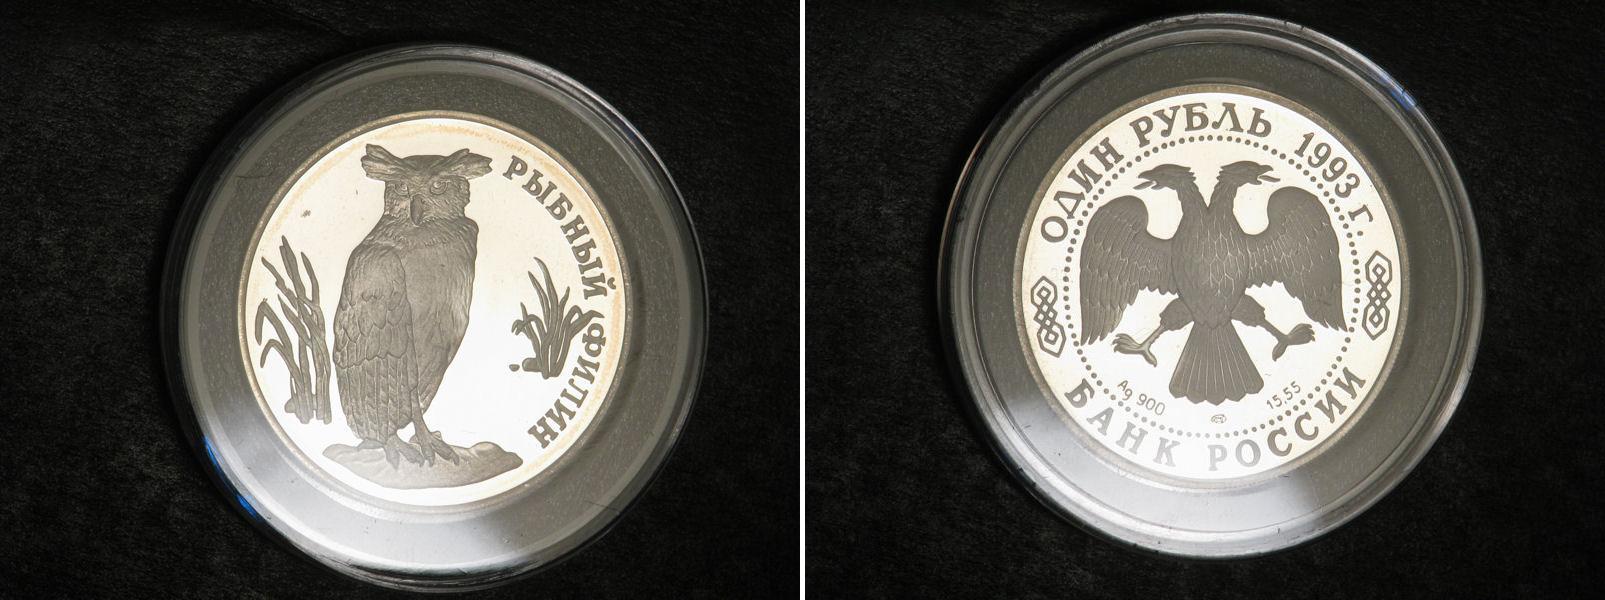 РЫБНЫЙ ФИЛИН
ОДИН РУБЛЬ 1993 г.
Ag 900
15,55
БАНК РОССИИ